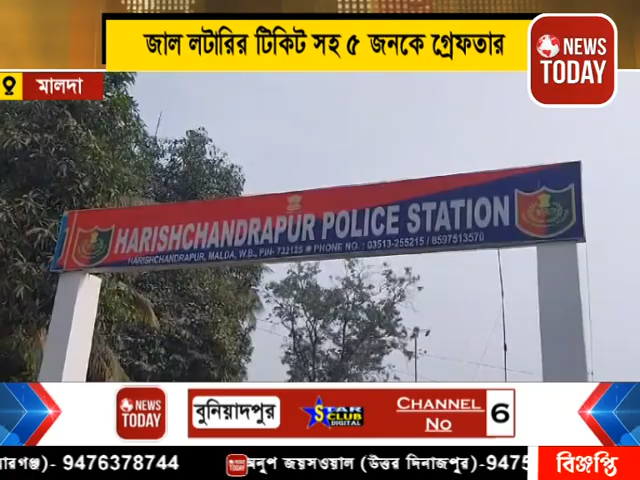 জাল লটারির টিকিট সহ ৫ জনকে গ্রেফতার
NEWS
TODAY
মালদা
HARISHCHANDRAPUR POLICE STATION
HARISHCHANDRAPUR, MALDA, W.B., PIN- 732125 PHONE NO. : 03513-255215 / 8597513570
NEWS
TODAY
বুনিয়াদপুর
STAR
CLUB
DIGITAL
CHANNEL
No
6
NEWS
TODAY
ারগঞ্জ)- 9476378744
অনুপ জয়সওয়াল (উত্তর দিনাজপুর)-9475
বিজ্ঞপ্তি